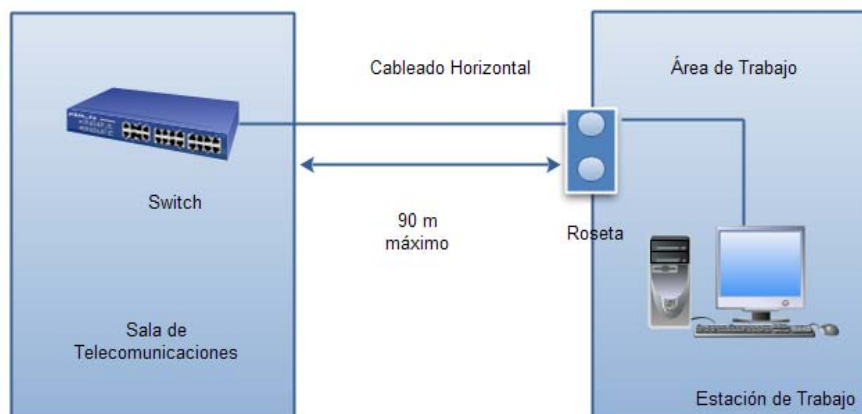 Cableado Horizontal
Área de Trabajo
Switch
90 m
máximo
Roseta
Sala de
Telecomunicaciones
Estación de Trabajo